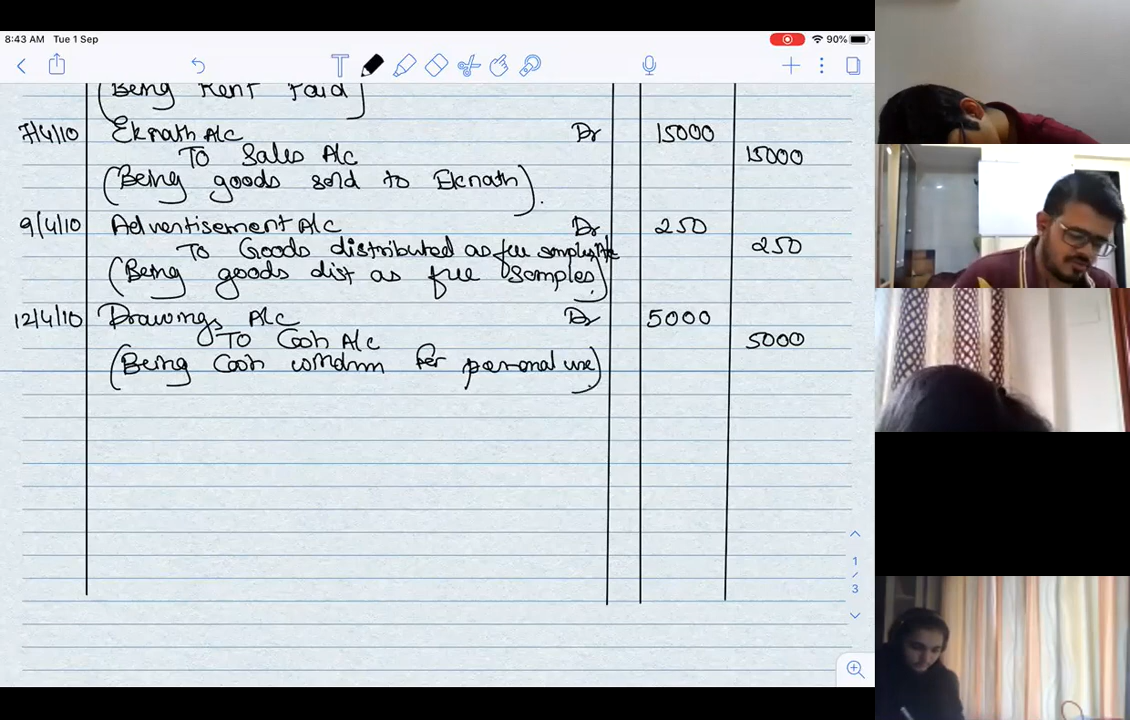 8:43 AM Tue 1 Sep
90%
(Being Rent Paid)
7/4/10 Eknath A/c Dr 15000
To Sales A/c 15000
(Being goods sold to Eknath).
9/4/10 Advertisement A/c Dr 250
To Goods distributed as free samples A/c 250
(Being goods dist as free samples)
12/4/10 Drawings A/c Dr 5000
To Cash A/c 5000
(Being Cash withdrawn for personal use)
1
/
3